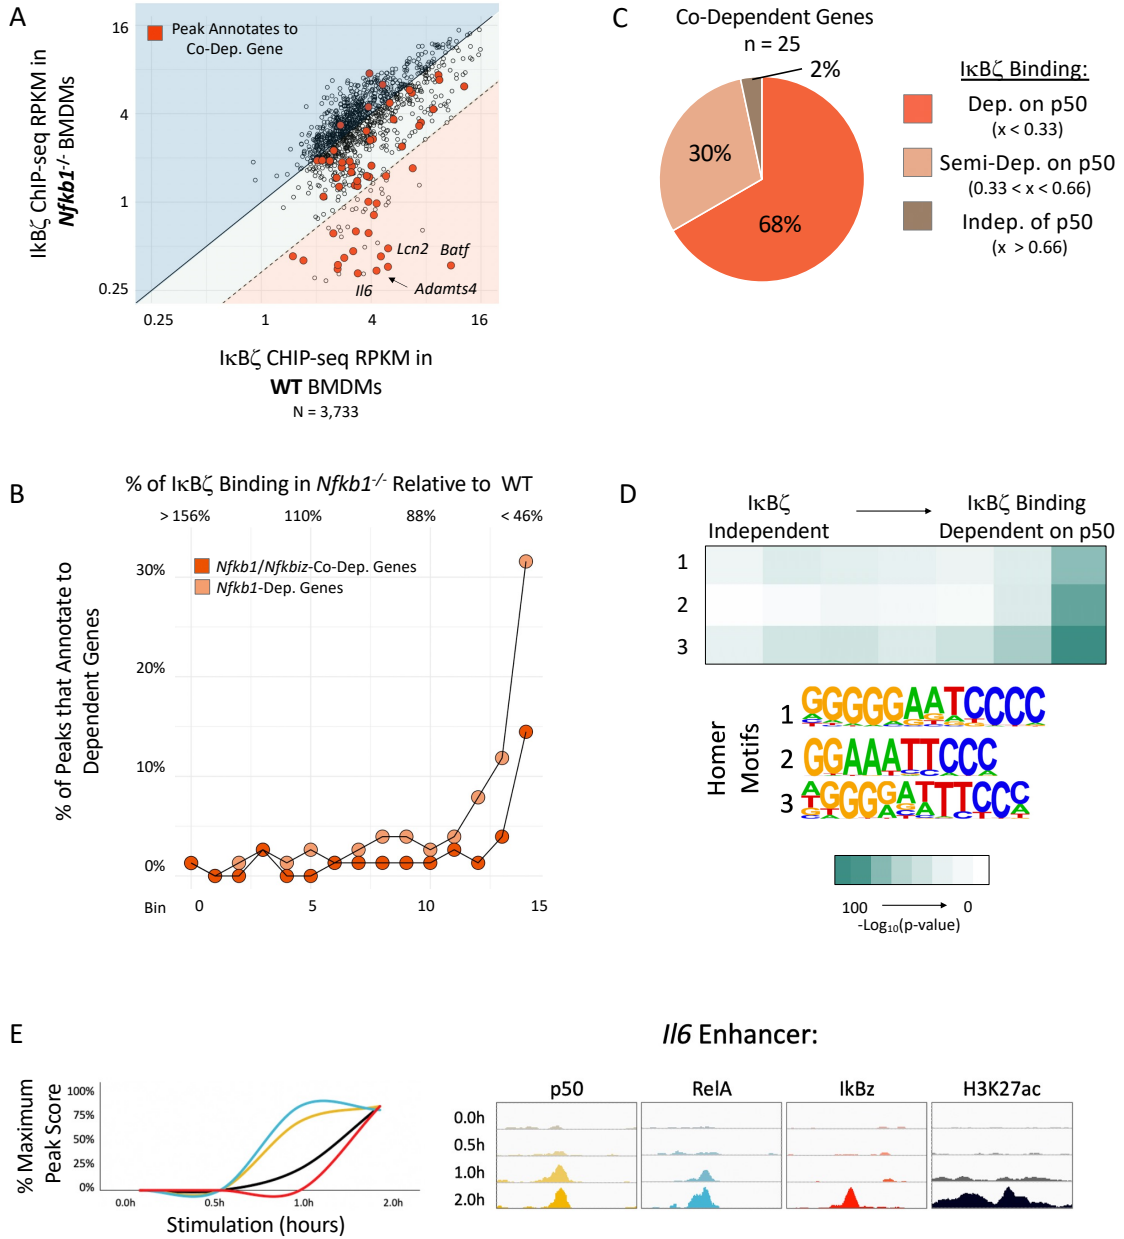 A
Peak Annotates to
Co-Dep. Gene
16
4
1
0.25
IkBζ ChIP-seq RPKM in
Nfkb1-/- BMDMs
Lcn2
Batf
Il6
Adamts4
0.25
1
4
16
IκBζ CHIP-seq RPKM in
WT BMDMs
N = 3,733
C
Co-Dependent Genes
n = 25
2%
30%
68%
IκBζ Binding:
Dep. on p50
(x < 0.33)
Semi-Dep. on p50
(0.33 < x < 0.66)
Indep. of p50
(x > 0.66)
B
% of IκBζ Binding in Nfkb1-/- Relative to WT
> 156%
110%
88%
< 46%
Nfkb1/Nfkbiz-Co-Dep. Genes
Nfkb1-Dep. Genes
30%
20%
10%
0%
% of Peaks that Annotate to
Dependent Genes
Bin
0
5
10
15
D
IκBζ
Independent
IκBζ Binding
Dependent on p50
1
2
3
Homer
Motifs
1 GGGGGAATCCCC
2 GGAAATTCCC
3 AGGGGATTTCCC
100
0
-Log10(p-value)
E
% Maximum
Peak Score
100%
75%
50%
25%
0%
0.0h
0.5h
1.0h
2.0h
Stimulation (hours)
Il6 Enhancer:
p50
RelA
IkBz
H3K27ac
0.0h
0.5h
1.0h
2.0h